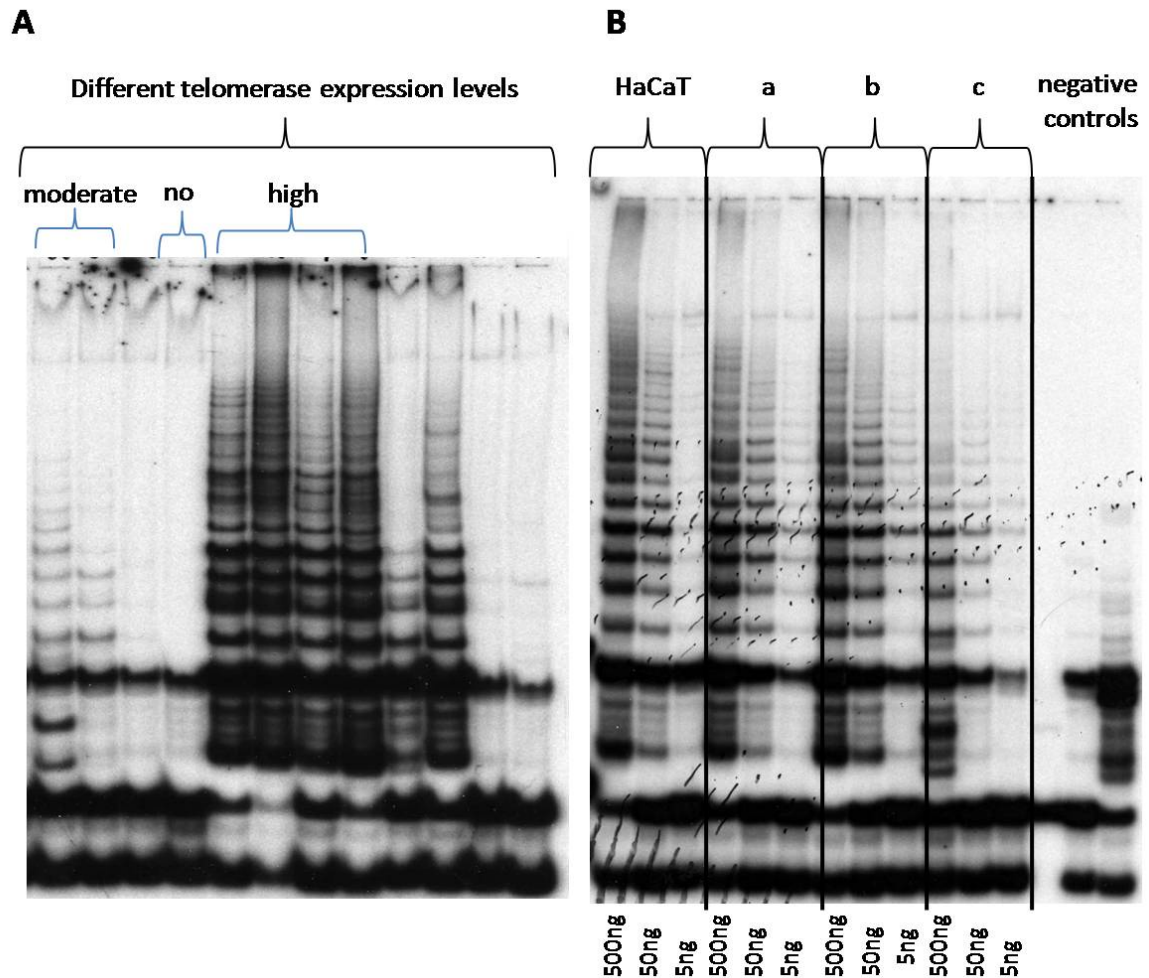 A
B
Different telomerase expression levels
moderate no high
HaCaT a b c negative
controls
500ng 50ng 5ng 500ng 50ng 5ng 500ng 50ng 5ng 500ng 50ng 5ng